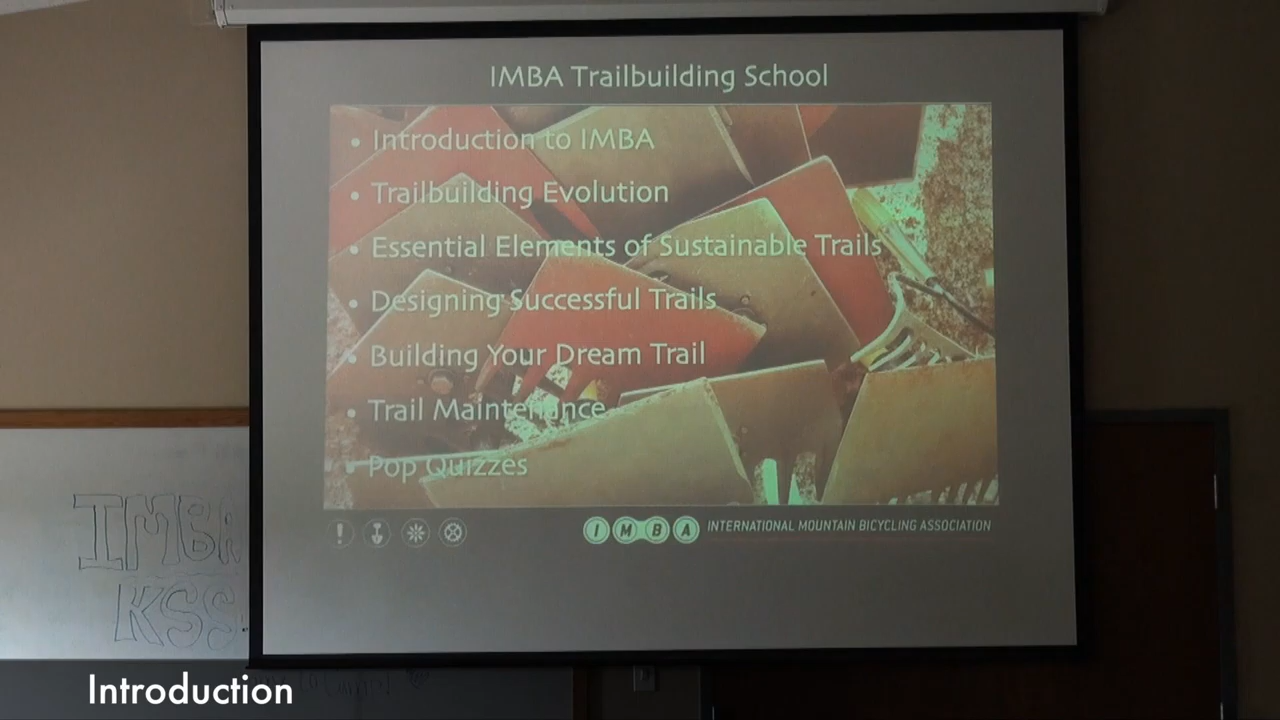 IMBA Trailbuilding School
• Introduction to IMBA
• Trailbuilding Evolution
• Essential Elements of Sustainable Trails
• Designing Successful Trails
• Building Your Dream Trail
• Trail Maintenance
• Pop Quizzes
IMBA INTERNATIONAL MOUNTAIN BICYCLING ASSOCIATION
IMBA
KSS
Introduction